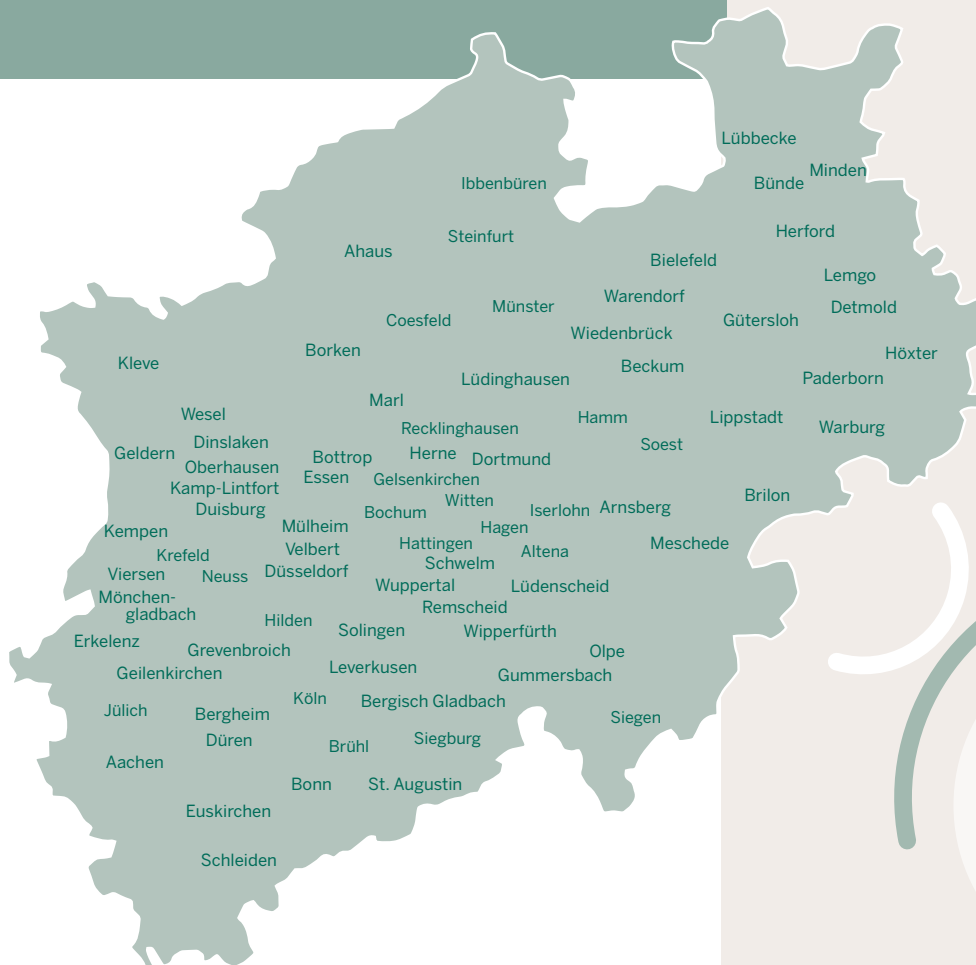 Lübbecke
Minden
Bünde
Ibbenbüren
Herford
Steinfurt
Ahaus
Bielefeld
Lemgo
Warendorf
Münster
Detmold
Coesfeld
Gütersloh
Wiedenbrück
Borken
Höxter
Kleve
Beckum
Lüdinghausen
Paderborn
Marl
Wesel
Hamm
Lippstadt
Recklinghausen
Warburg
Dinslaken
Soest
Geldern
Bottrop
Herne
Dortmund
Oberhausen
Essen
Gelsenkirchen
Kamp-Lintfort
Brilon
Witten
Duisburg
Bochum
Iserlohn
Arnsberg
Mülheim
Hagen
Kempen
Hattingen
Meschede
Velbert
Altena
Krefeld
Schwelm
Düsseldorf
Viersen
Neuss
Wuppertal
Lüdenscheid
Mönchen-
gladbach
Remscheid
Hilden
Solingen
Wipperfürth
Erkelenz
Grevenbroich
Olpe
Leverkusen
Geilenkirchen
Gummersbach
Köln
Bergisch Gladbach
Jülich
Bergheim
Siegen
Düren
Siegburg
Brühl
Aachen
Bonn
St. Augustin
Euskirchen
Schleiden